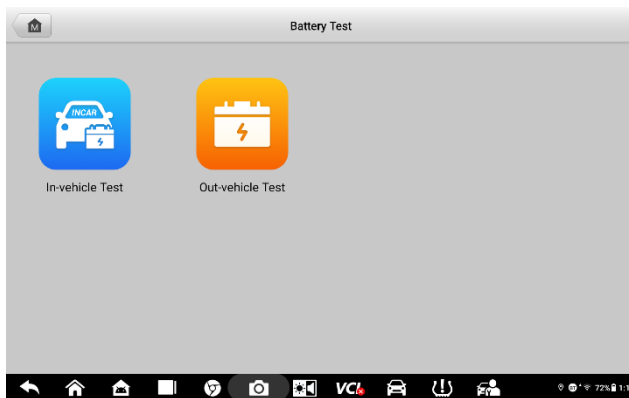 M
Battery Test
INCAR
In-vehicle Test
Out-vehicle Test
VCI
72%